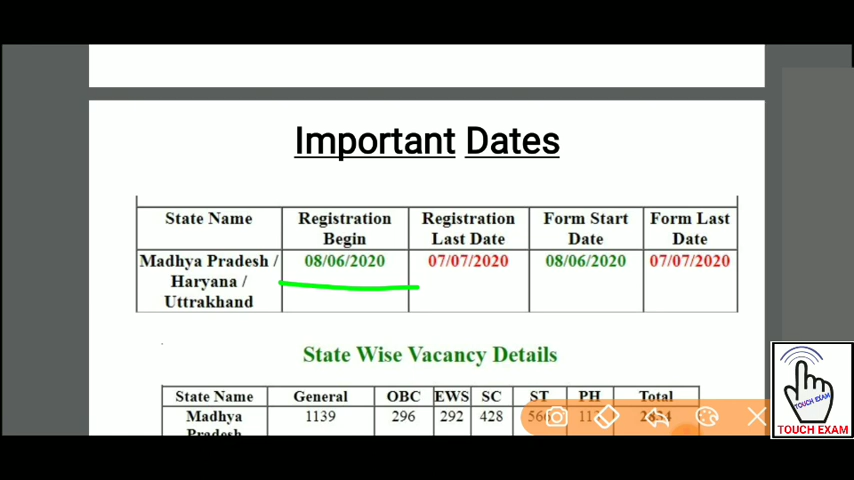 Important Dates
State Name Registration Begin Registration Last Date Form Start Date Form Last Date
Madhya Pradesh / Haryana / Uttrakhand 08/06/2020 07/07/2020 08/06/2020 07/07/2020
State Wise Vacancy Details
State Name General OBC EWS SC ST PH Total
Madhya Pradesh 1139 296 292 428
TOUCH EXAM
TOUCH EXAM